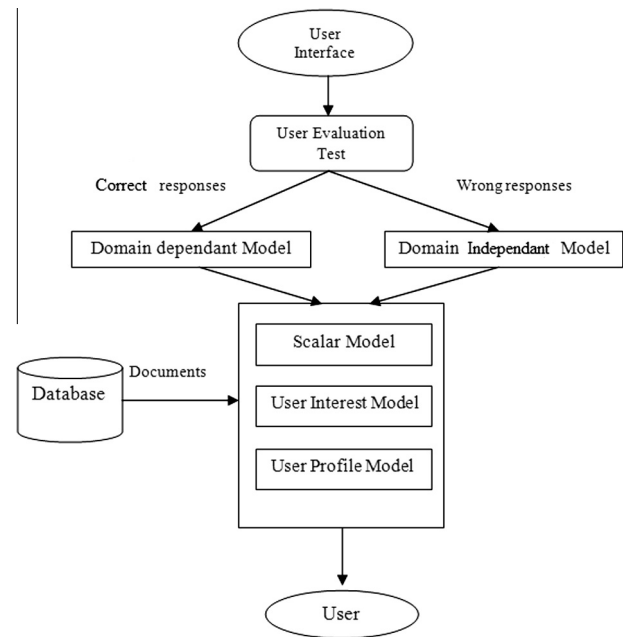 User
Interface
User Evaluation
Test
Correct responses
Wrong responses
Domain dependant Model
Domain Independant Model
Scalar Model
Documents
Database
User Interest Model
User Profile Model
User